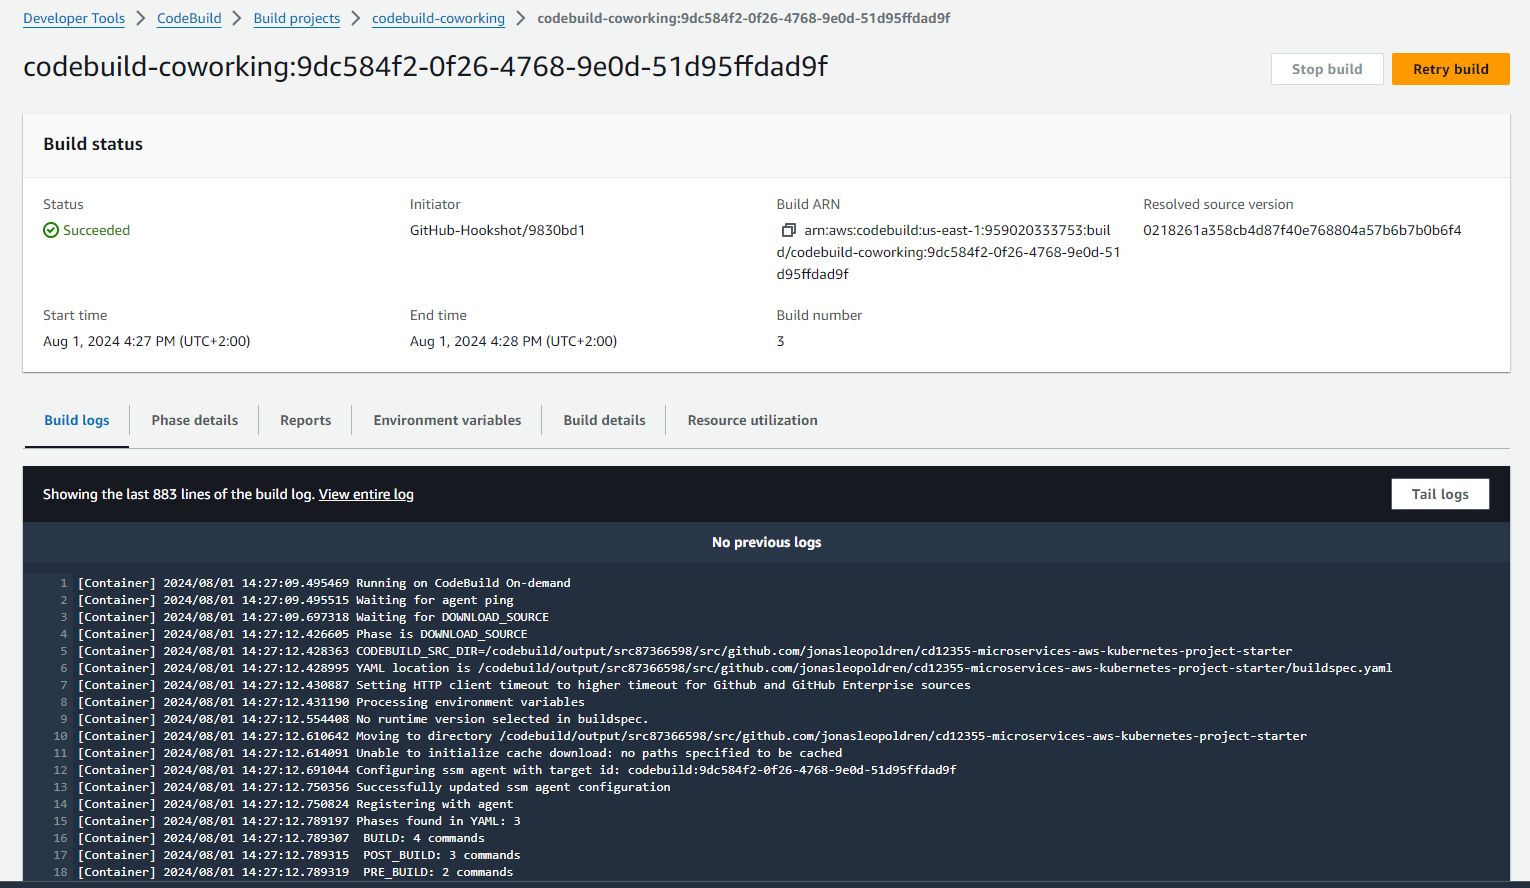 Developer Tools > CodeBuild > Build projects > codebuild-coworking > codebuild-coworking:9dc584f2-0f26-4768-9e0d-51d95ffdad9f
codebuild-coworking:9dc584f2-0f26-4768-9e0d-51d95ffdad9f
Stop build
Retry build
Build status
Status
Succeeded
Initiator
GitHub-Hookshot/9830bd1
Build ARN
arn:aws:codebuild:us-east-1:959020333753:buil
d/codebuild-coworking:9dc584f2-0f26-4768-9e0d-51
d95ffdad9f
Resolved source version
0218261a358cb4d87f40e768804a57b6b7b0b6f4
Start time
Aug 1, 2024 4:27 PM (UTC+2:00)
End time
Aug 1, 2024 4:28 PM (UTC+2:00)
Build number
3
Build logs
Phase details
Reports
Environment variables
Build details
Resource utilization
Showing the last 883 lines of the build log. View entire log
Tail logs
No previous logs
1 [Container] 2024/08/01 14:27:09.495469 Running on CodeBuild On-demand
2 [Container] 2024/08/01 14:27:09.495515 Waiting for agent ping
3 [Container] 2024/08/01 14:27:09.697318 Waiting for DOWNLOAD_SOURCE
4 [Container] 2024/08/01 14:27:12.426605 Phase is DOWNLOAD_SOURCE
5 [Container] 2024/08/01 14:27:12.428363 CODEBUILD_SRC_DIR=/codebuild/output/src87366598/src/github.com/jonasleopoldren/cd12355-microservices-aws-kubernetes-project-starter
6 [Container] 2024/08/01 14:27:12.428995 YAML location is /codebuild/output/src87366598/src/github.com/jonasleopoldren/cd12355-microservices-aws-kubernetes-project-starter/buildspec.yaml
7 [Container] 2024/08/01 14:27:12.430887 Setting HTTP client timeout to higher timeout for Github and GitHub Enterprise sources
8 [Container] 2024/08/01 14:27:12.431190 Processing environment variables
9 [Container] 2024/08/01 14:27:12.554408 No runtime version selected in buildspec.
10 [Container] 2024/08/01 14:27:12.610642 Moving to directory /codebuild/output/src87366598/src/github.com/jonasleopoldren/cd12355-microservices-aws-kubernetes-project-starter
11 [Container] 2024/08/01 14:27:12.614091 Unable to initialize cache download: no paths specified to be cached
12 [Container] 2024/08/01 14:27:12.691044 Configuring ssm agent with target id: codebuild:9dc584f2-0f26-4768-9e0d-51d95ffdad9f
13 [Container] 2024/08/01 14:27:12.750356 Successfully updated ssm agent configuration
14 [Container] 2024/08/01 14:27:12.750824 Registering with agent
15 [Container] 2024/08/01 14:27:12.789197 Phases found in YAML: 3
16 [Container] 2024/08/01 14:27:12.789307  BUILD: 4 commands
17 [Container] 2024/08/01 14:27:12.789315  POST_BUILD: 3 commands
18 [Container] 2024/08/01 14:27:12.789319  PRE_BUILD: 2 commands